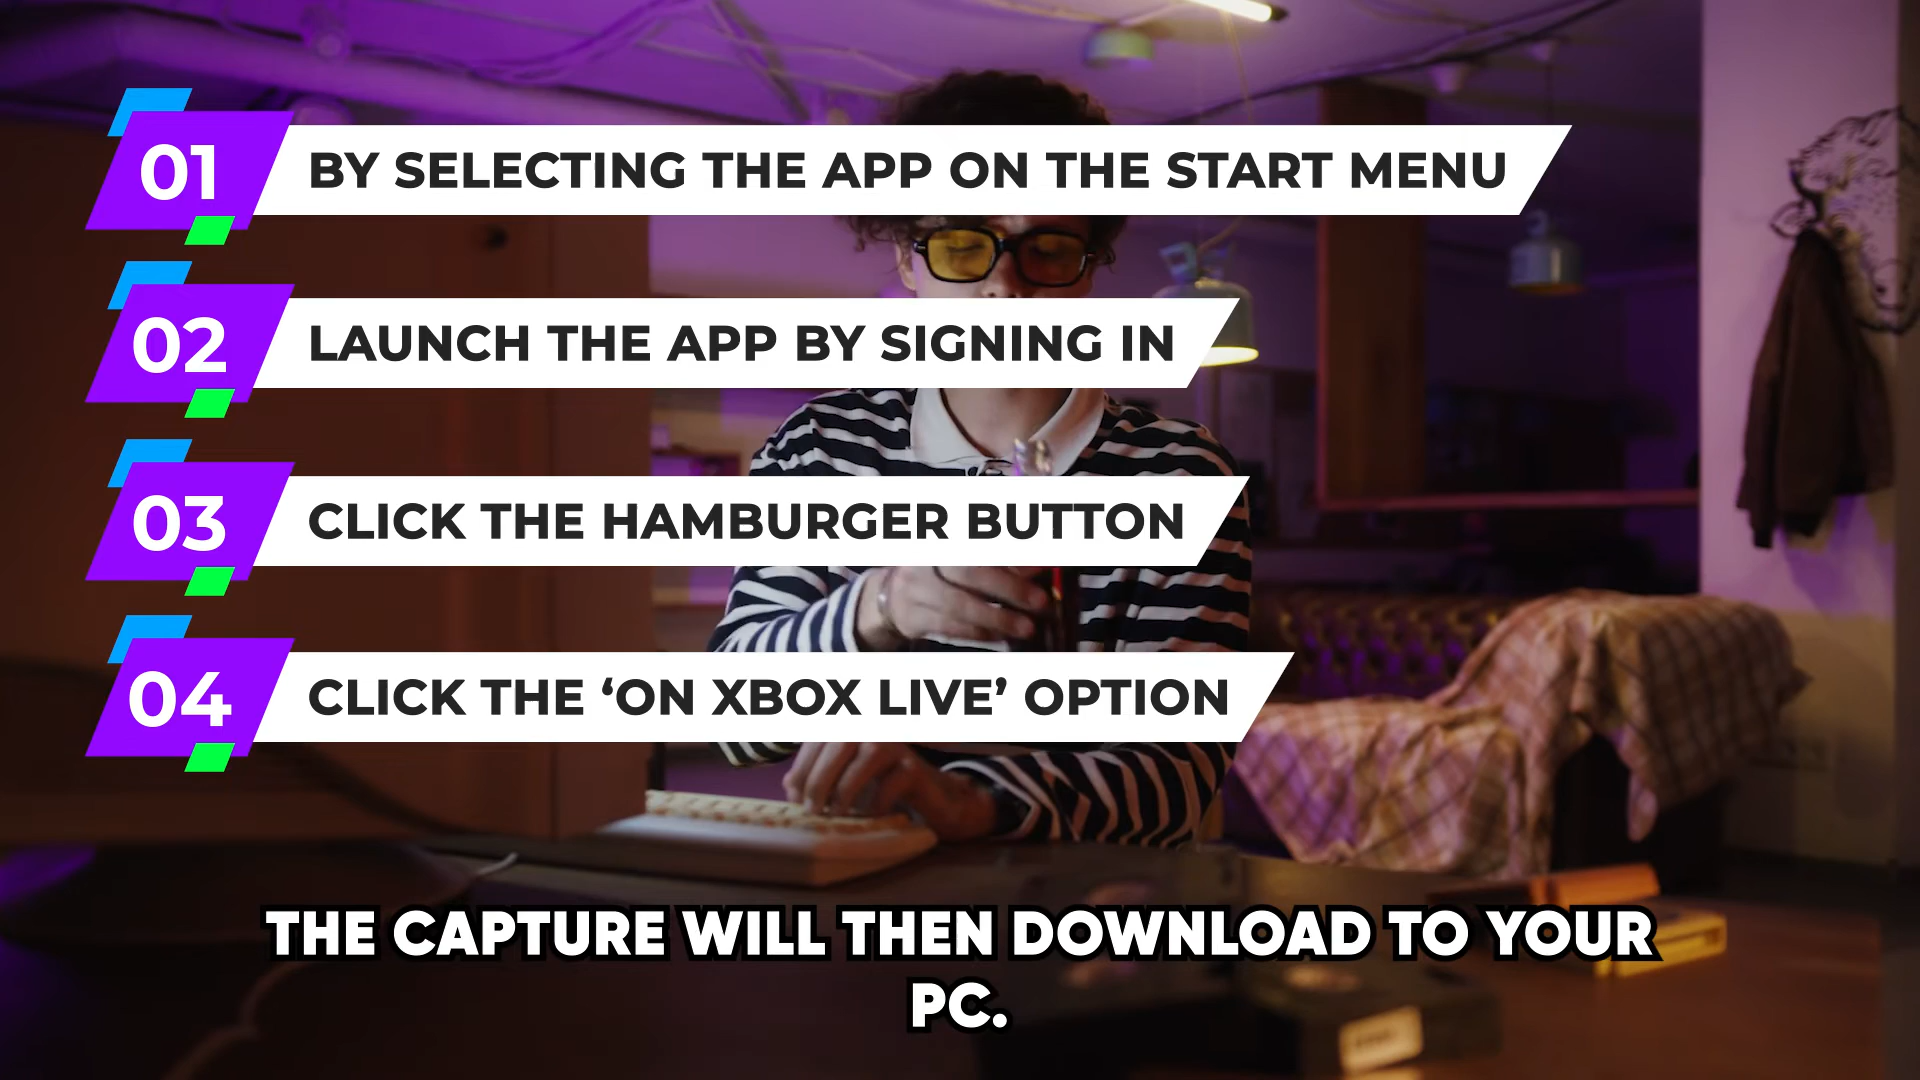 01 BY SELECTING THE APP ON THE START MENU
02 LAUNCH THE APP BY SIGNING IN
03 CLICK THE HAMBURGER BUTTON
04 CLICK THE ‘ON XBOX LIVE’ OPTION
THE CAPTURE WILL THEN DOWNLOAD TO YOUR
PC.